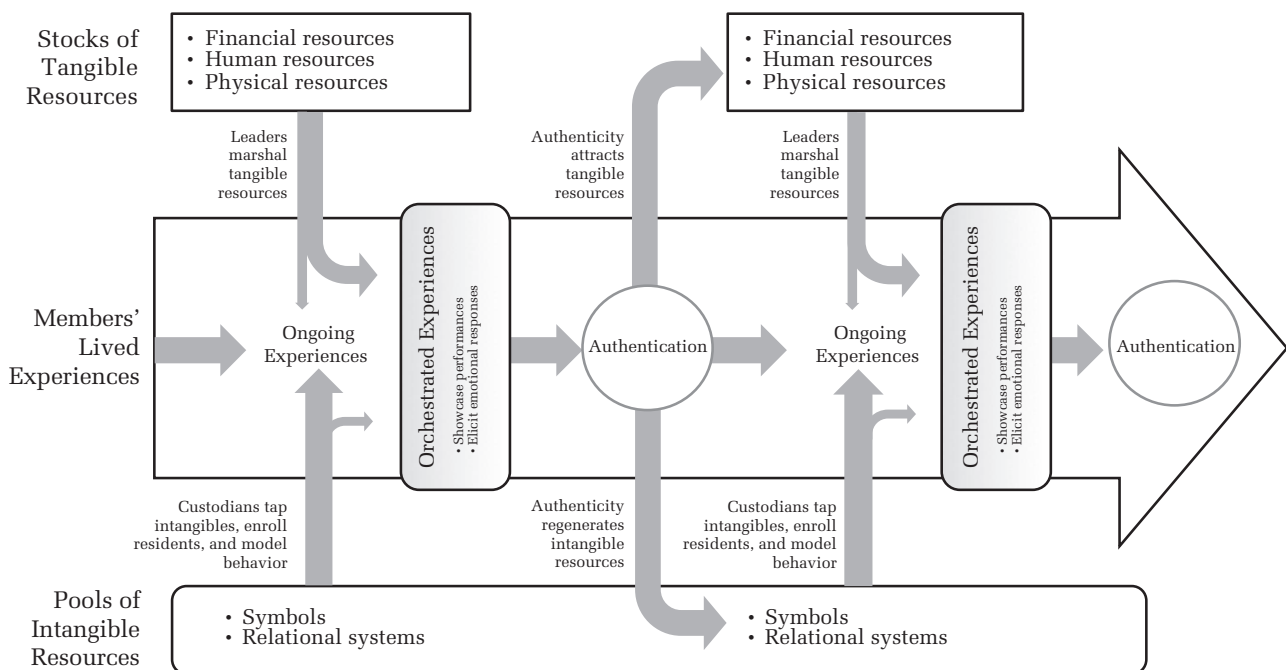 Stocks of
Tangible
Resources
• Financial resources
• Human resources
• Physical resources
• Financial resources
• Human resources
• Physical resources
Leaders
marshal
tangible
resources
Authenticity
attracts
tangible
resources
Leaders
marshal
tangible
resources
Members’
Lived
Experiences
Ongoing
Experiences
Orchestrated Experiences
• Showcase performances
• Elicit emotional responses
Authentication
Ongoing
Experiences
Orchestrated Experiences
• Showcase performances
• Elicit emotional responses
Authentication
Custodians tap
intangibles, enroll
residents, and model
behavior
Authenticity
regenerates
intangible
resources
Custodians tap
intangibles, enroll
residents, and model
behavior
Pools of
Intangible
Resources
• Symbols
• Relational systems
• Symbols
• Relational systems